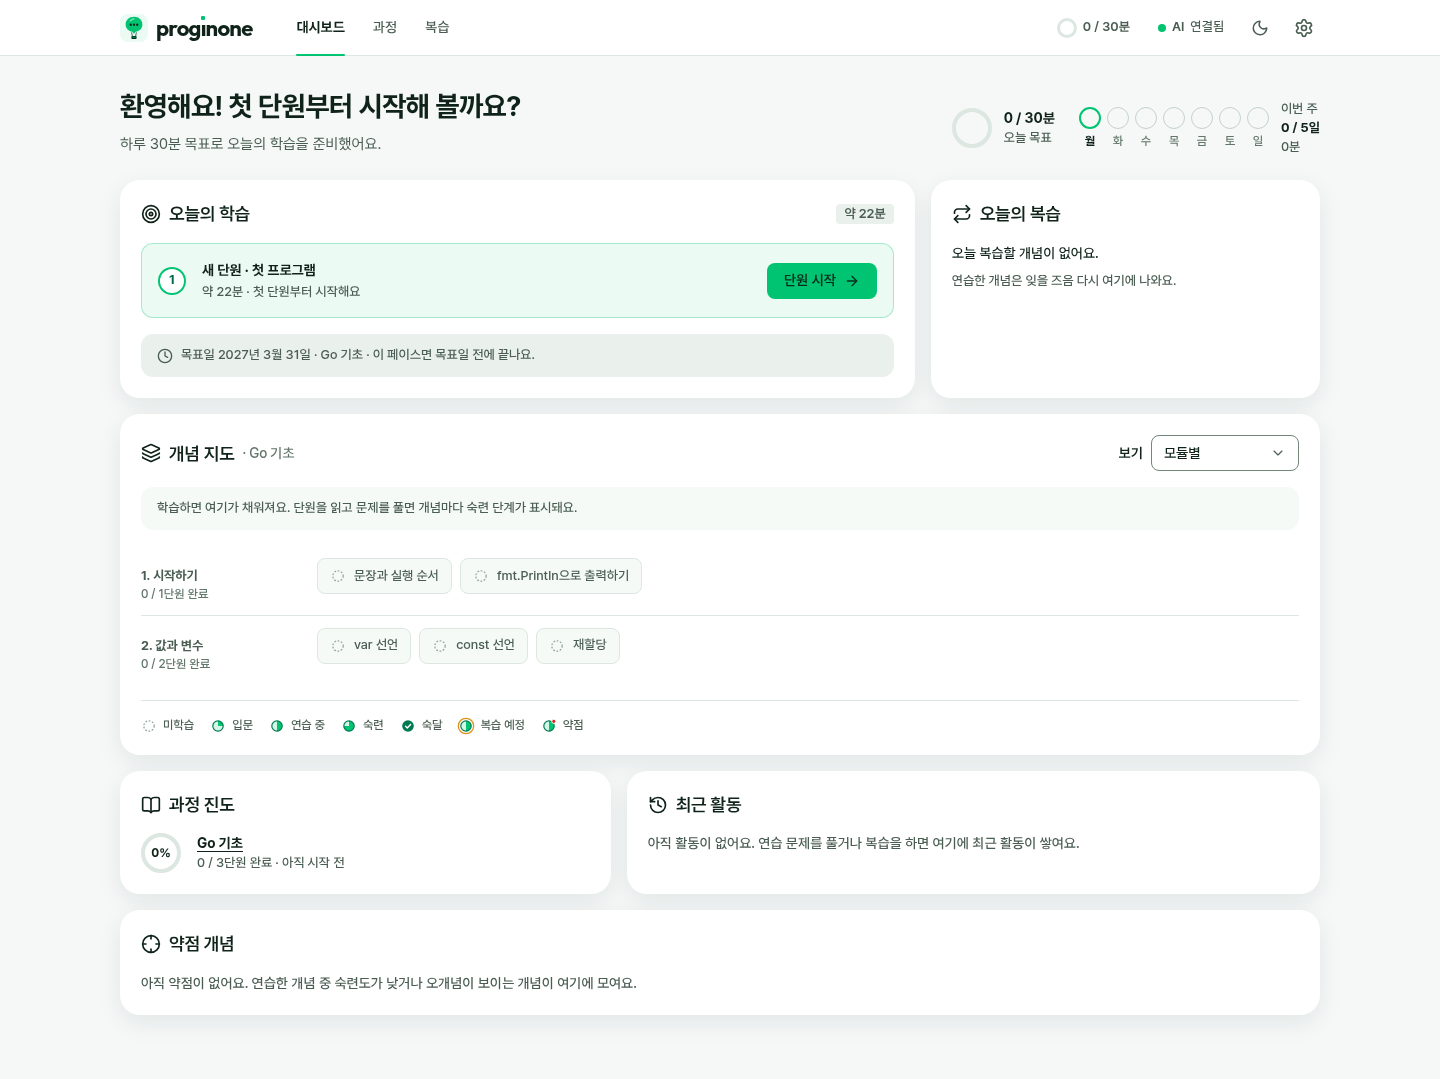 proginone
대시보드
과정
복습
0 / 30분
AI 연결됨
환영해요! 첫 단원부터 시작해 볼까요?
하루 30분 목표로 오늘의 학습을 준비했어요.
0 / 30분
오늘 목표
월 화 수 목 금 토 일
이번 주
0 / 5일
0분
오늘의 학습
약 22분
1
새 단원 · 첫 프로그램
약 22분 · 첫 단원부터 시작해요
단원 시작
목표일 2027년 3월 31일 · Go 기초 · 이 페이스면 목표일 전에 끝나요.
오늘의 복습
오늘 복습할 개념이 없어요.
연습한 개념은 잊을 즈음 다시 여기에 나와요.
개념 지도 · Go 기초
보기
모듈별
학습하면 여기가 채워져요. 단원을 읽고 문제를 풀면 개념마다 숙련 단계가 표시돼요.
1. 시작하기
0 / 1단원 완료
문장과 실행 순서
fmt.Println으로 출력하기
2. 값과 변수
0 / 2단원 완료
var 선언
const 선언
재할당
미학습
입문
연습 중
숙련
숙달
복습 예정
약점
과정 진도
0%
Go 기초
0 / 3단원 완료 · 아직 시작 전
최근 활동
아직 활동이 없어요. 연습 문제를 풀거나 복습을 하면 여기에 최근 활동이 쌓여요.
약점 개념
아직 약점이 없어요. 연습한 개념 중 숙련도가 낮거나 오개념이 보이는 개념이 여기에 모여요.